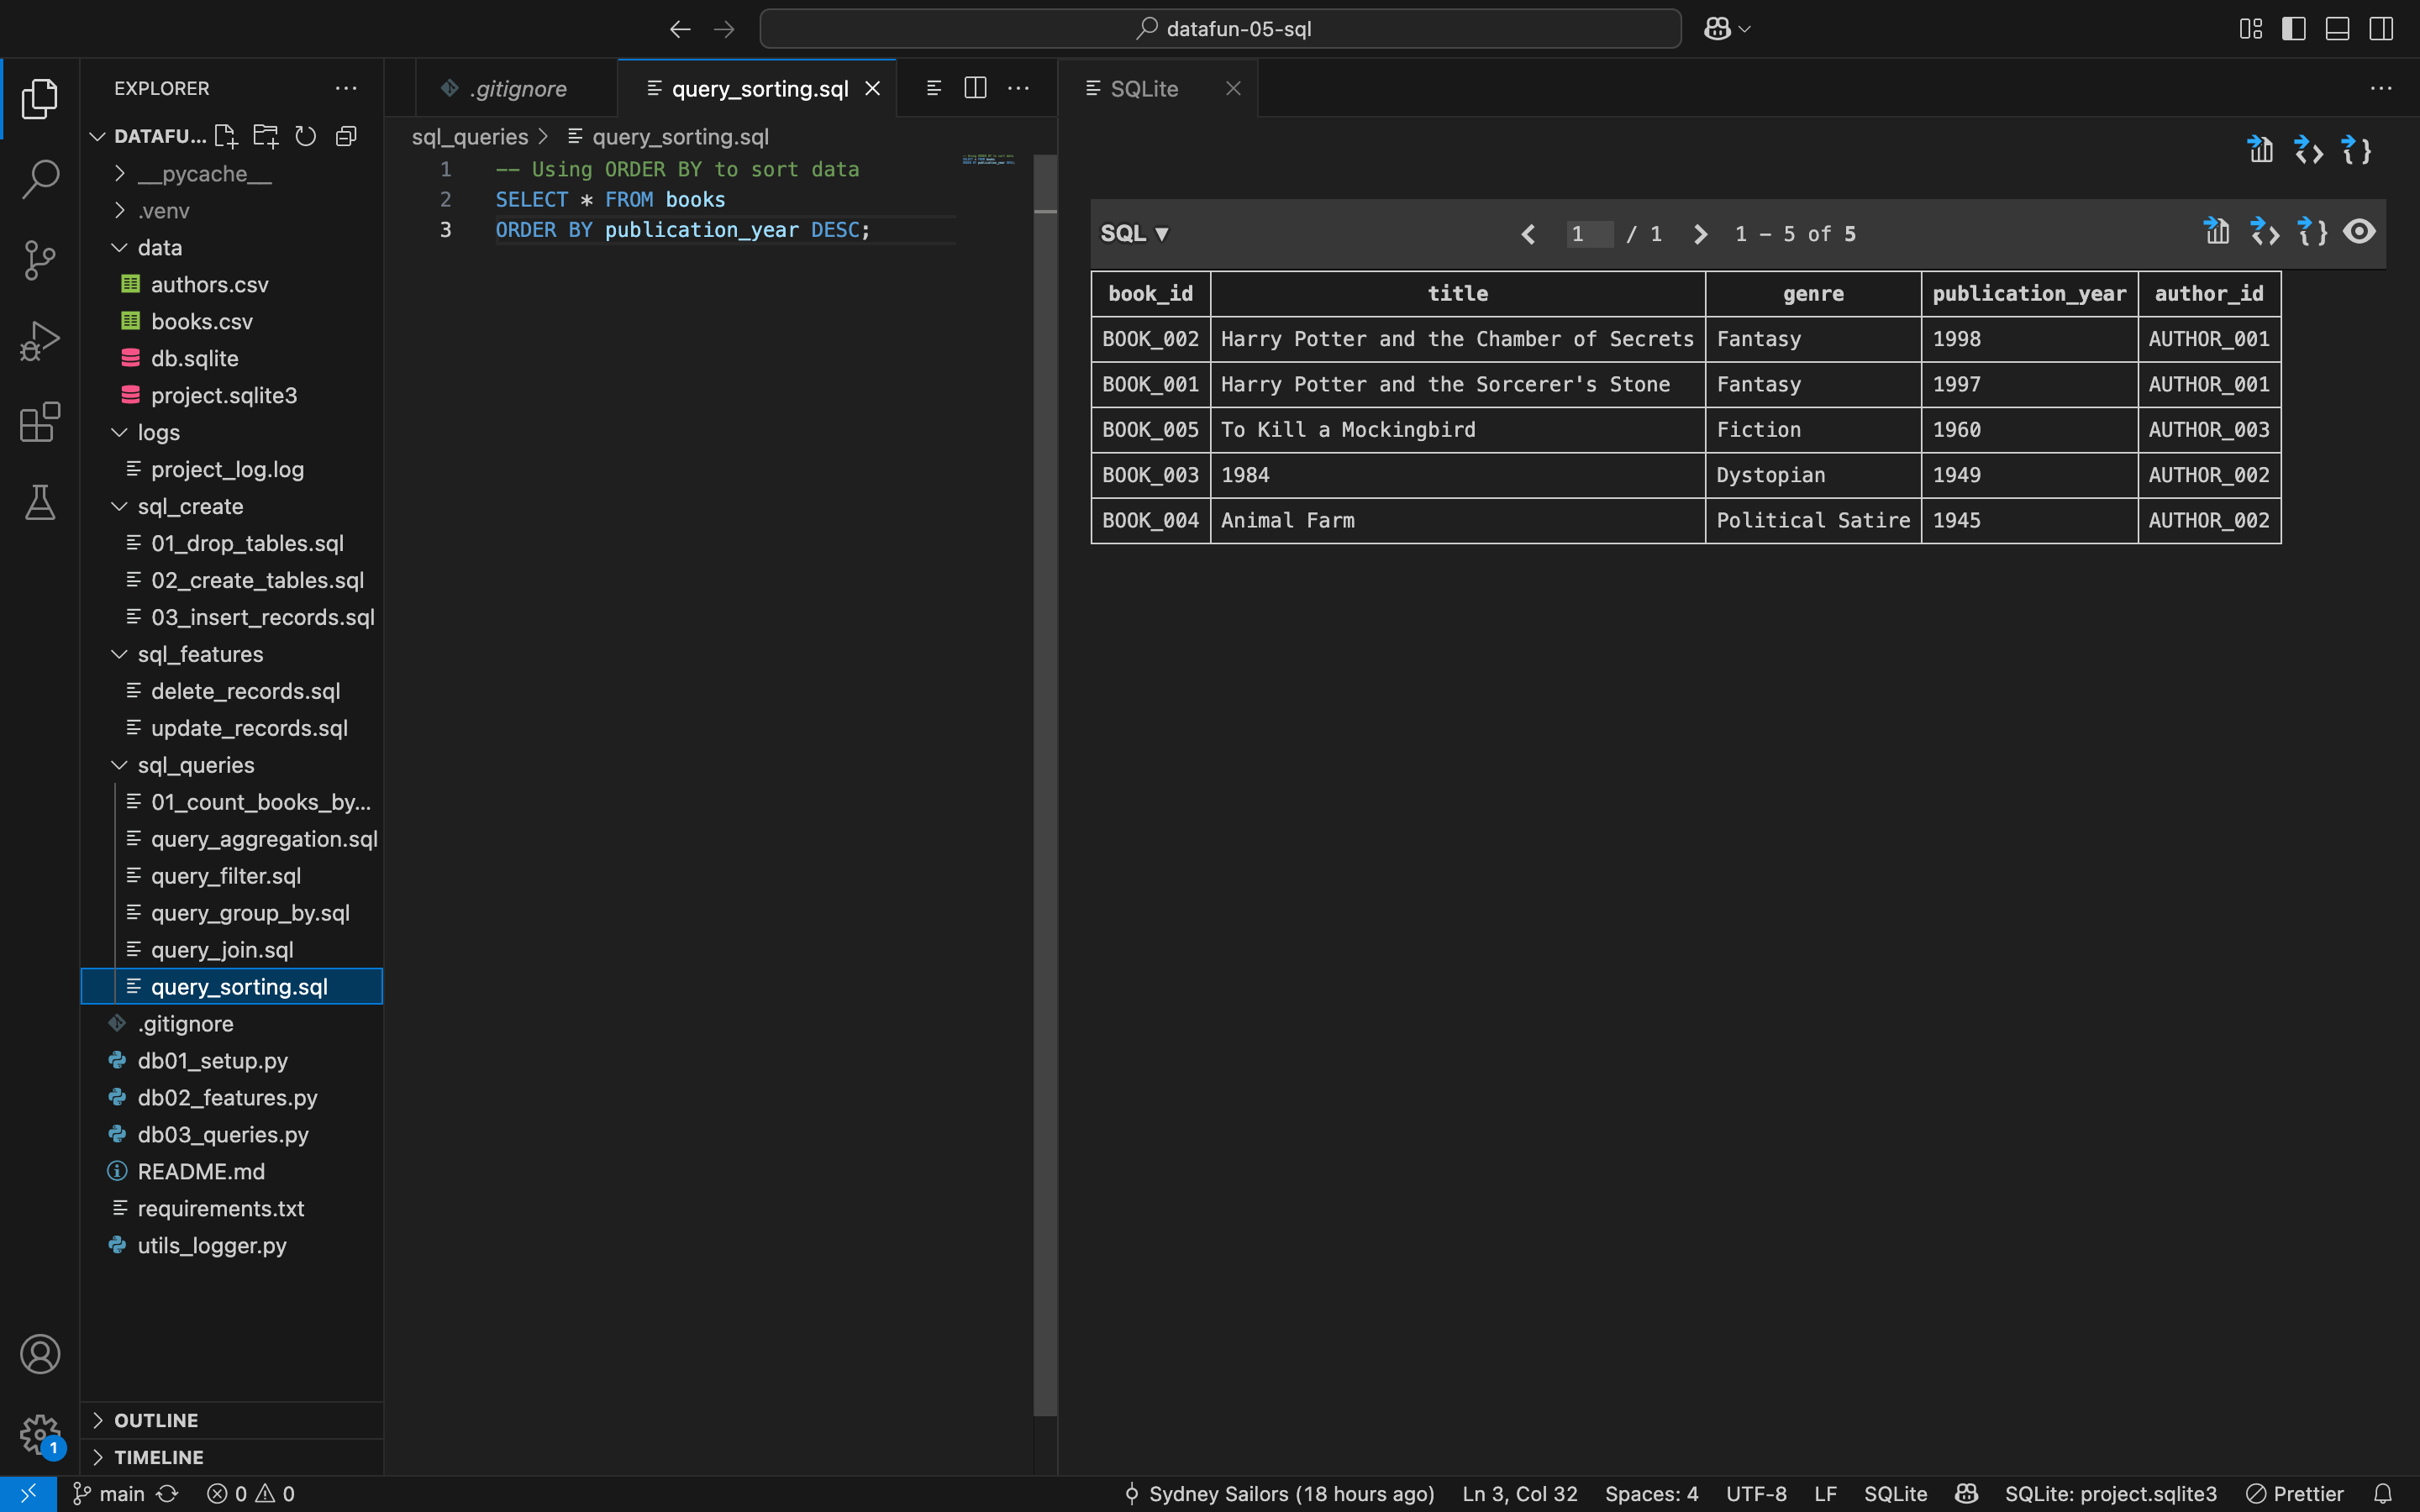 datafun-05-sql
EXPLORER
DATAFU...
__pycache__
.venv
data
authors.csv
books.csv
db.sqlite
project.sqlite3
logs
project_log.log
sql_create
01_drop_tables.sql
02_create_tables.sql
03_insert_records.sql
sql_features
delete_records.sql
update_records.sql
sql_queries
01_count_books_by...
query_aggregation.sql
query_filter.sql
query_group_by.sql
query_join.sql
query_sorting.sql
.gitignore
db01_setup.py
db02_features.py
db03_queries.py
README.md
requirements.txt
utils_logger.py
OUTLINE
TIMELINE
.gitignore
query_sorting.sql
sql_queries > query_sorting.sql
1 -- Using ORDER BY to sort data
2 SELECT * FROM books
3 ORDER BY publication_year DESC;
SQLite
SQL ▼ 1 / 1 1 - 5 of 5
book_id title genre publication_year author_id
BOOK_002 Harry Potter and the Chamber of Secrets Fantasy 1998 AUTHOR_001
BOOK_001 Harry Potter and the Sorcerer's Stone Fantasy 1997 AUTHOR_001
BOOK_005 To Kill a Mockingbird Fiction 1960 AUTHOR_003
BOOK_003 1984 Dystopian 1949 AUTHOR_002
BOOK_004 Animal Farm Political Satire 1945 AUTHOR_002
1
main 0 0 Sydney Sailors (18 hours ago) Ln 3, Col 32 Spaces: 4 UTF-8 LF SQLite SQLite: project.sqlite3 Prettier